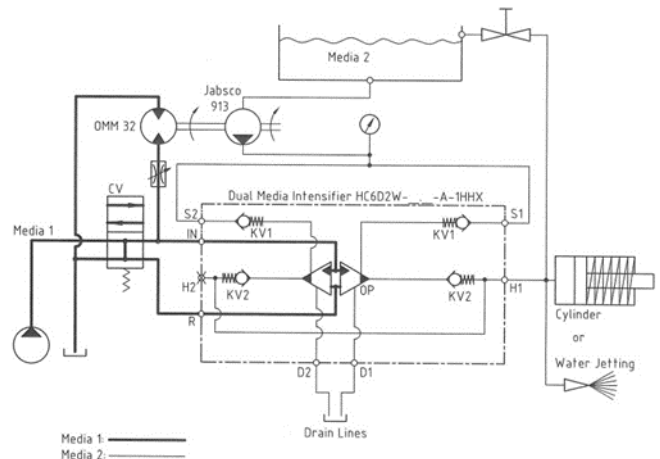 Media 2
Jabsco
913
OMM 32
CV
Dual Media Intensifier HC6D2W-_._-A-1HHX
S2
S1
KV1
KV1
Media 1
IN
H2
KV2
OP
KV2
H1
R
Cylinder
or
Water Jetting
D2
D1
Drain Lines
Media 1:
Media 2: